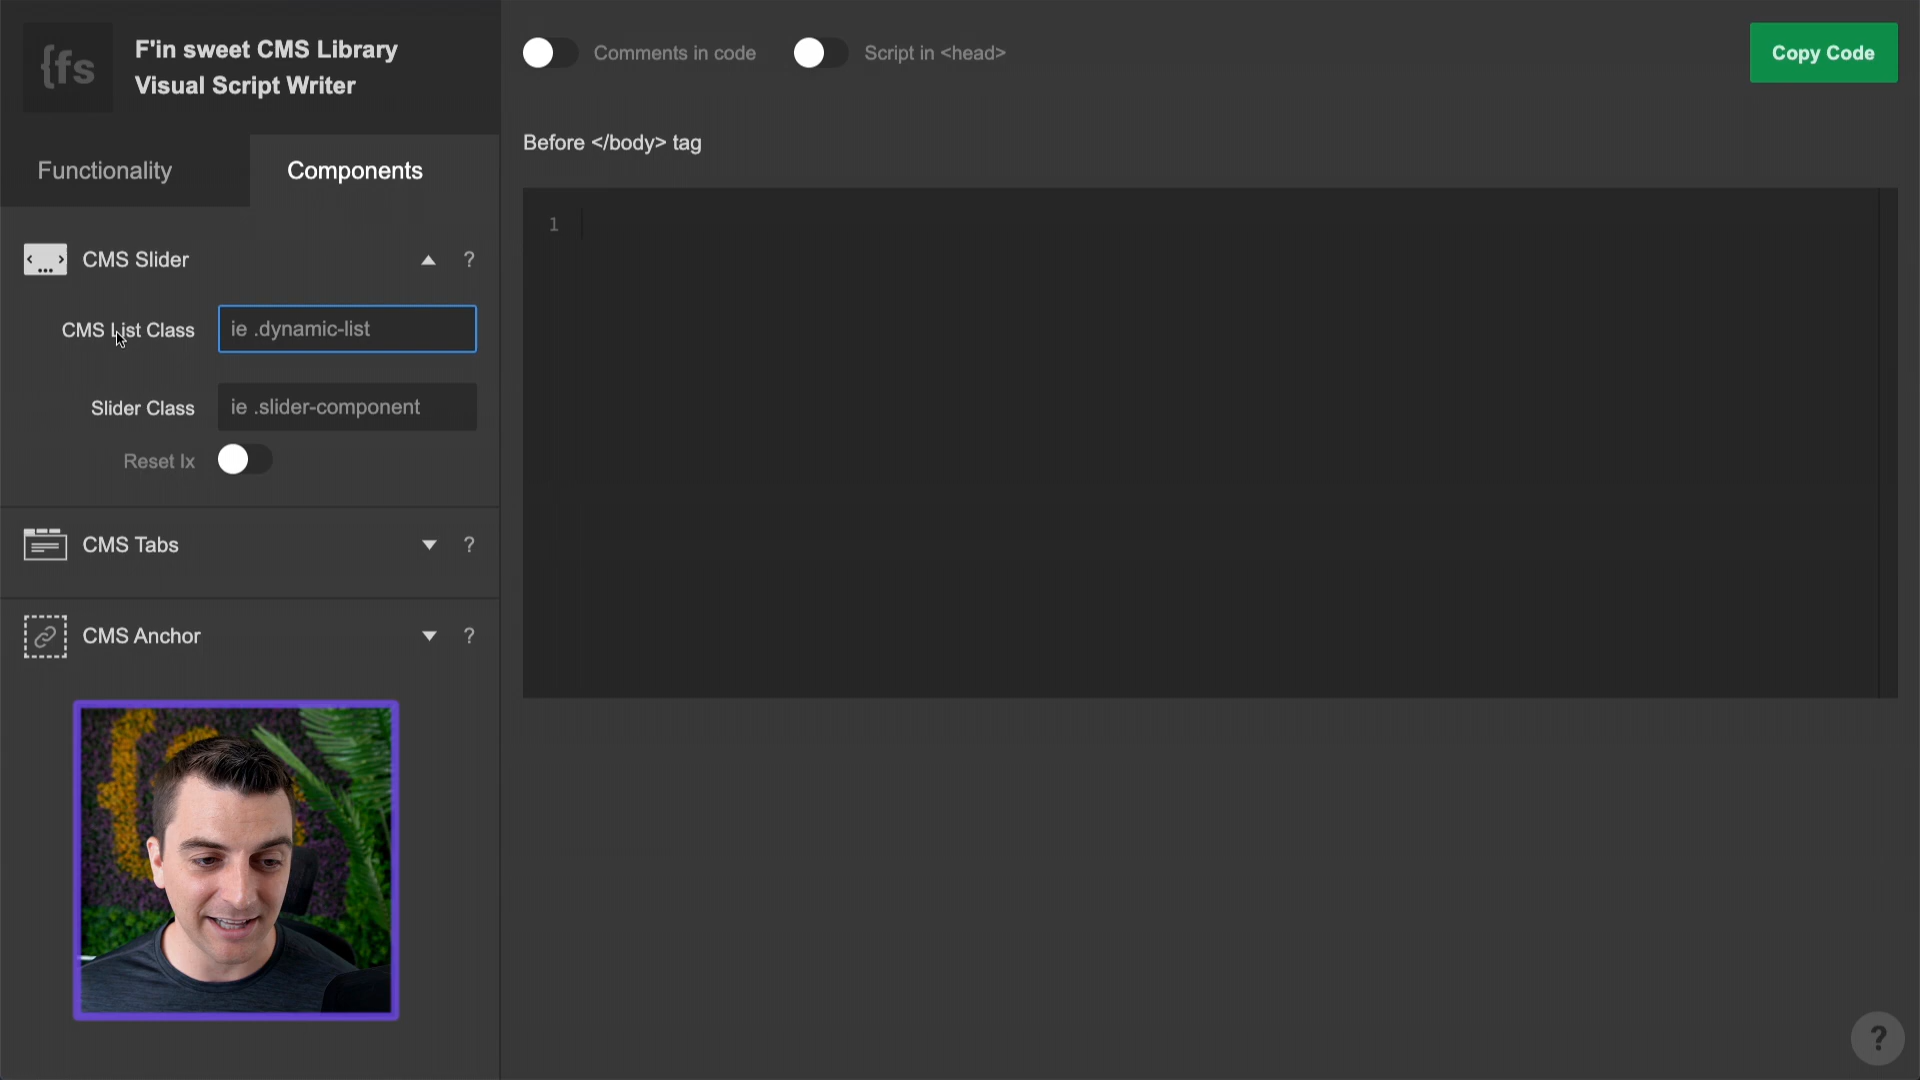 {fs
F'in sweet CMS Library
Visual Script Writer
Comments in code
Script in <head>
Copy Code
Functionality
Components
Before </body> tag
CMS Slider
?
1
CMS List Class
ie .dynamic-list
Slider Class
ie .slider-component
Reset Ix
CMS Tabs
?
CMS Anchor
?
?